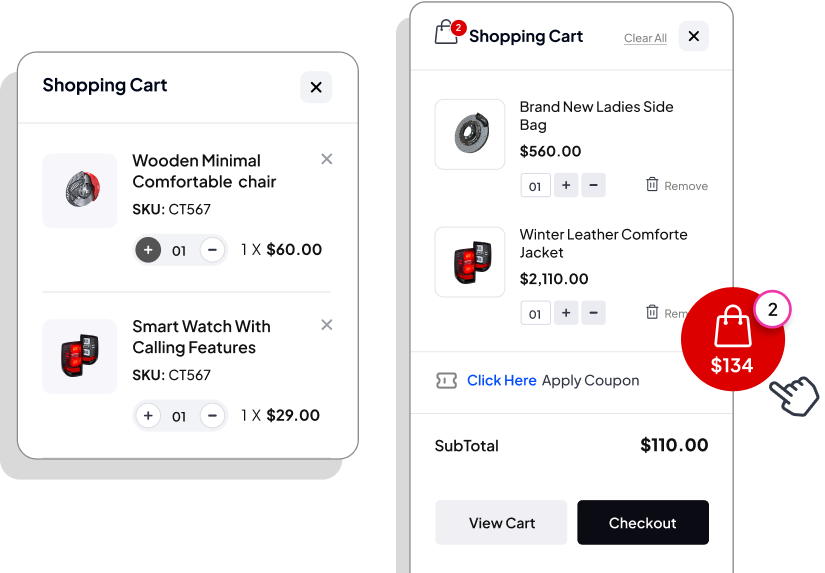 Shopping Cart
Wooden Minimal
Comfortable chair
SKU: CT567
+ 01 − 1 X $60.00
Smart Watch With
Calling Features
SKU: CT567
+ 01 − 1 X $29.00
2
Shopping Cart
Clear All
Brand New Ladies Side
Bag
$560.00
01 + − Remove
Winter Leather Comforte
Jacket
$2,110.00
01 + −
2
$134
Click Here Apply Coupon
SubTotal $110.00
View Cart
Checkout